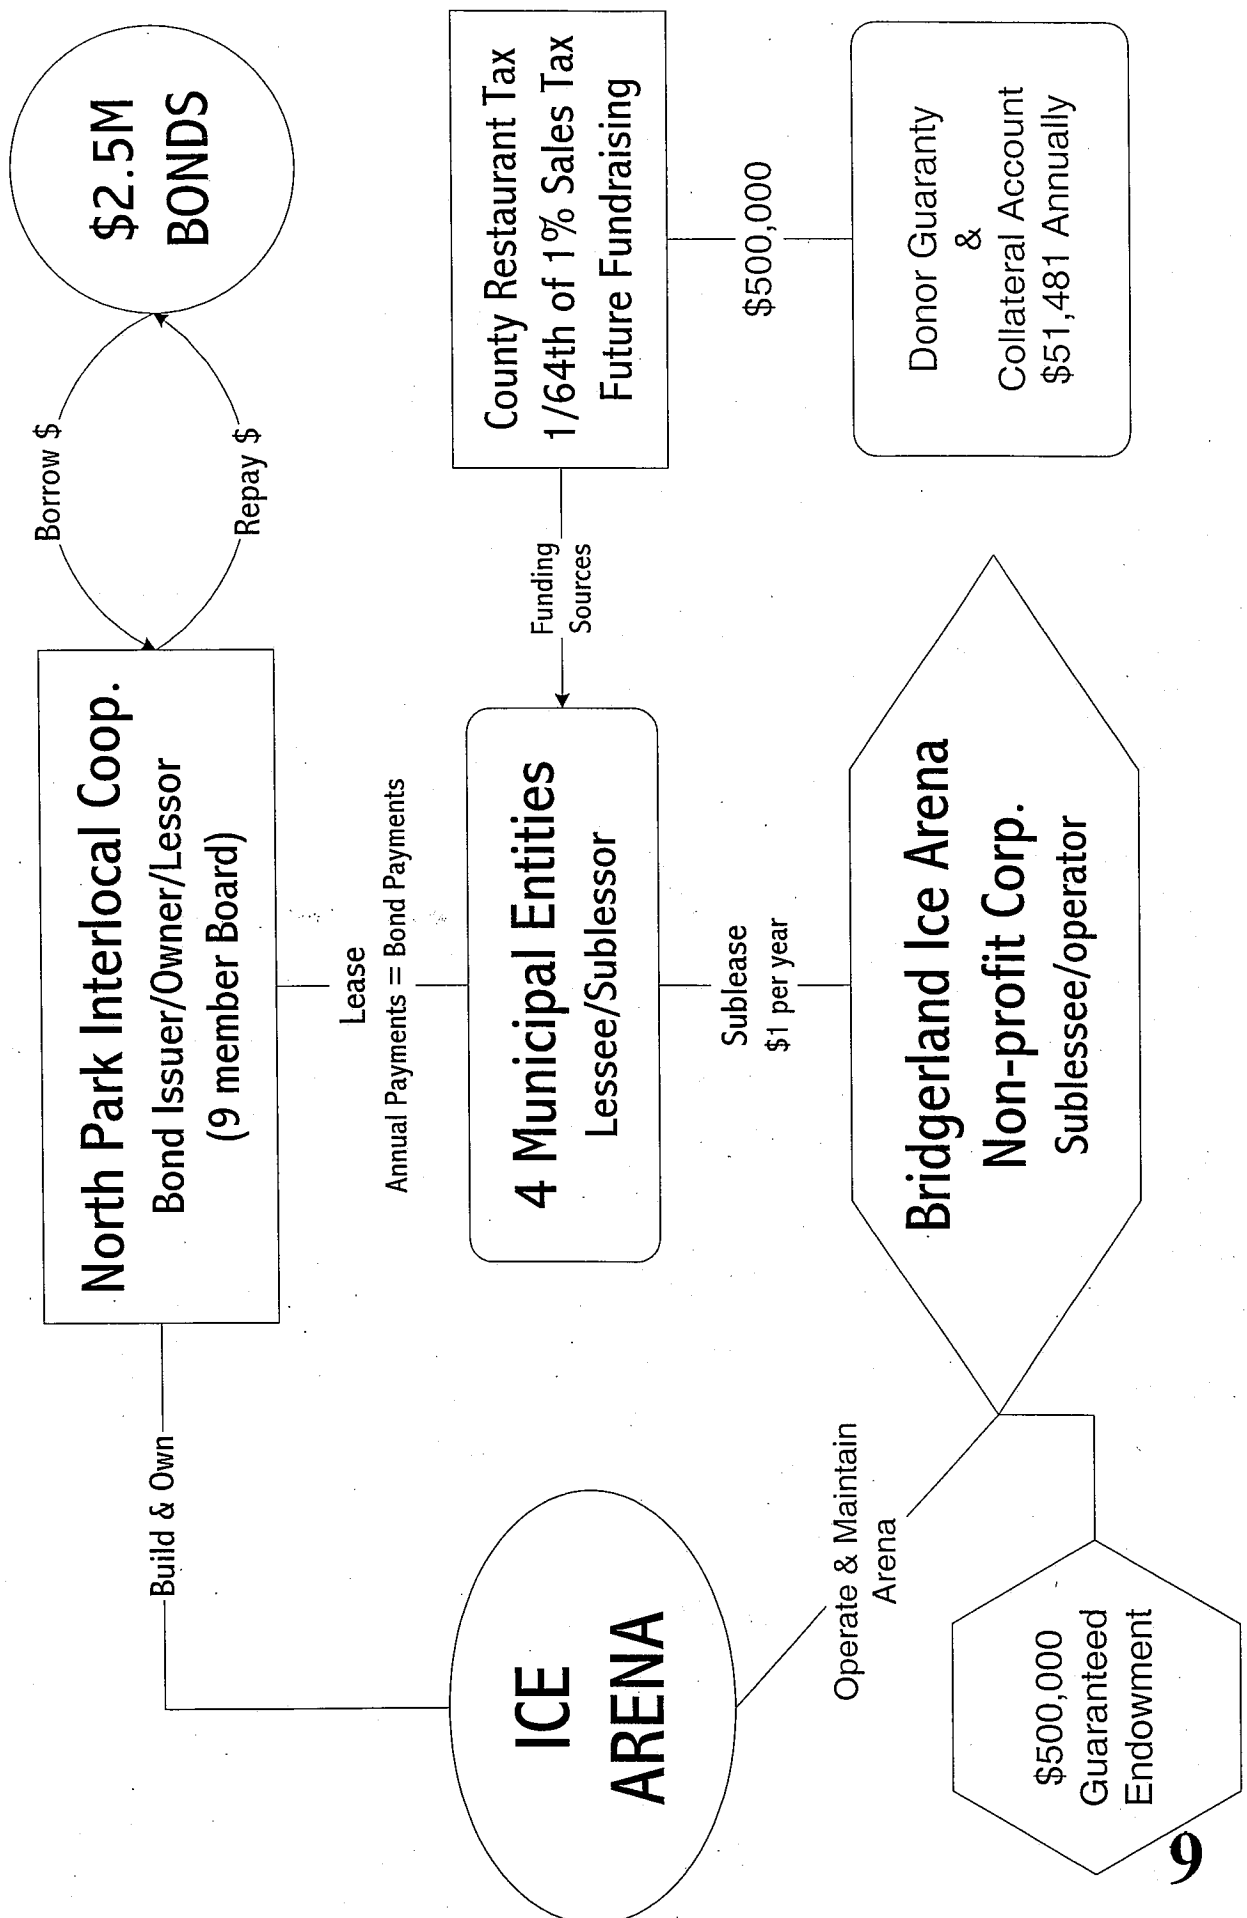 North Park Interlocal Coop.
Bond Issuer/Owner/Lessor
(9 member Board)
Borrow $
Repay $
$2.5M
BONDS
Build & Own
Lease
Annual Payments = Bond Payments
ICE
ARENA
4 Municipal Entities
Lessee/Sublessor
Funding
Sources
County Restaurant Tax
1/64th of 1% Sales Tax
Future Fundraising
Sublease
$1 per year
$500,000
Operate & Maintain
Arena
Bridgerland Ice Arena
Non-profit Corp.
Sublessee/operator
Donor Guaranty
&
Collateral Account
$51,481 Annually
$500,000
Guaranteed
Endowment
9